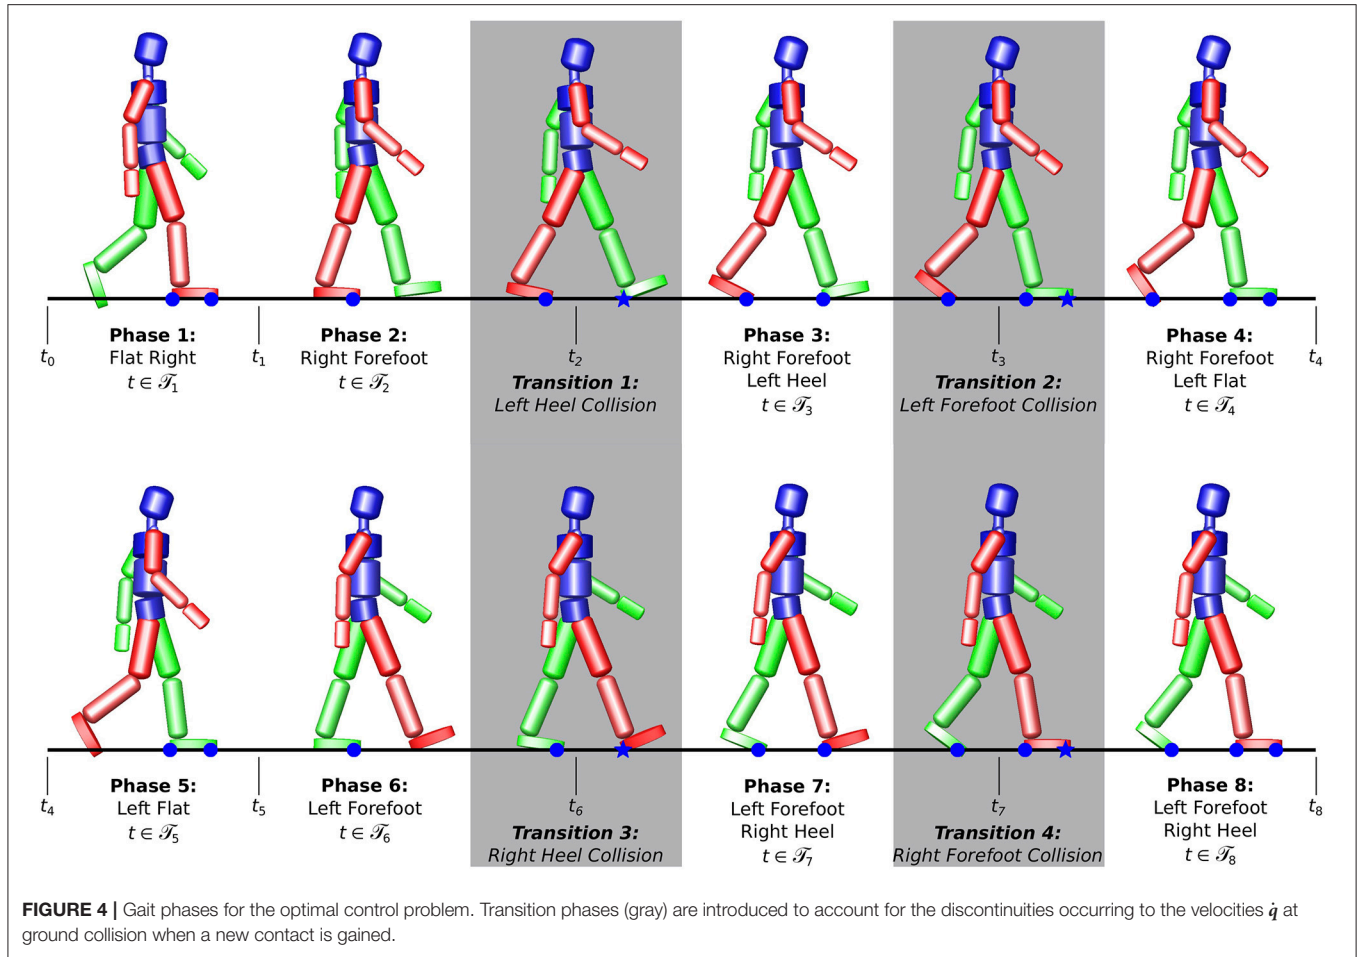 t0
Phase 1:
Flat Right
t ∈ 𝒯1
t1
Phase 2:
Right Forefoot
t ∈ 𝒯2
t2
Transition 1:
Left Heel Collision
Phase 3:
Right Forefoot
Left Heel
t ∈ 𝒯3
t3
Transition 2:
Left Forefoot Collision
Phase 4:
Right Forefoot
Left Flat
t ∈ 𝒯4
t4
t4
Phase 5:
Left Flat
t ∈ 𝒯5
t5
Phase 6:
Left Forefoot
t ∈ 𝒯6
t6
Transition 3:
Right Heel Collision
Phase 7:
Left Forefoot
Right Heel
t ∈ 𝒯7
t7
Transition 4:
Right Forefoot Collision
Phase 8:
Left Forefoot
Right Heel
t ∈ 𝒯8
t8
FIGURE 4 | Gait phases for the optimal control problem. Transition phases (gray) are introduced to account for the discontinuities occurring to the velocities q̇ at
ground collision when a new contact is gained.